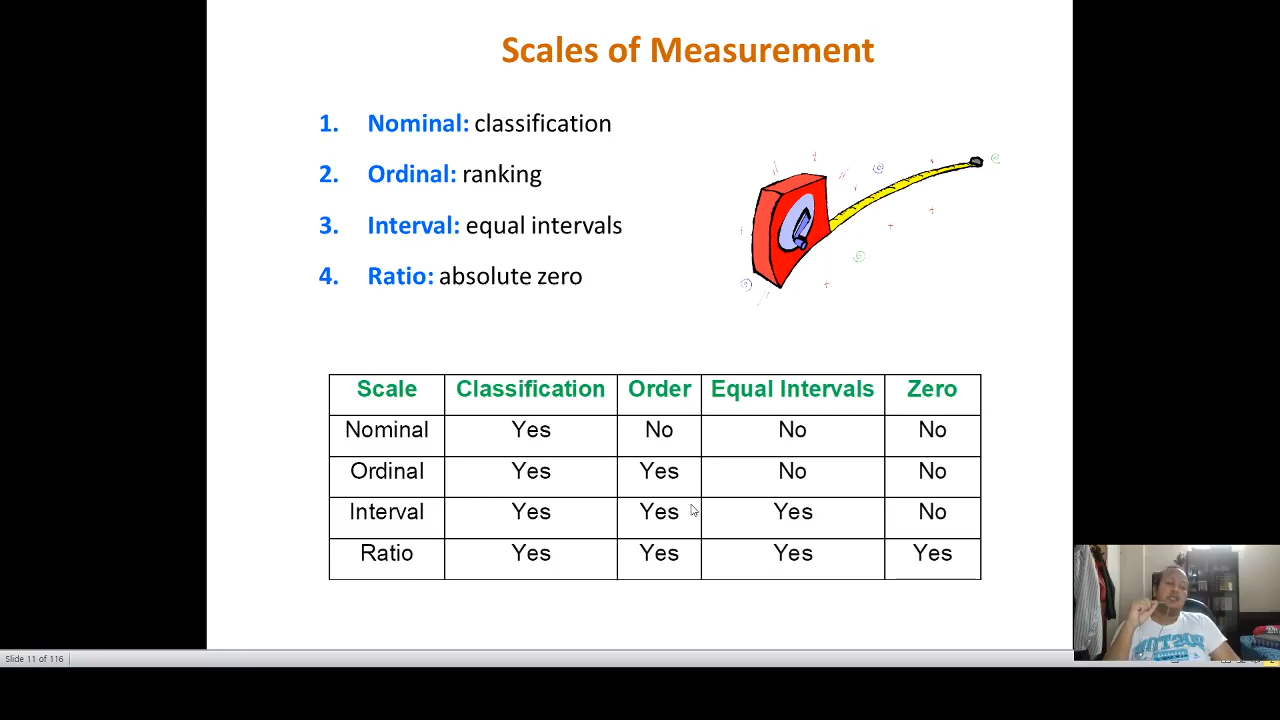 Scales of Measurement
1. Nominal: classification
2. Ordinal: ranking
3. Interval: equal intervals
4. Ratio: absolute zero
Scale Classification Order Equal Intervals Zero
Nominal Yes No No No
Ordinal Yes Yes No No
Interval Yes Yes Yes No
Ratio Yes Yes Yes Yes
Slide 11 of 116